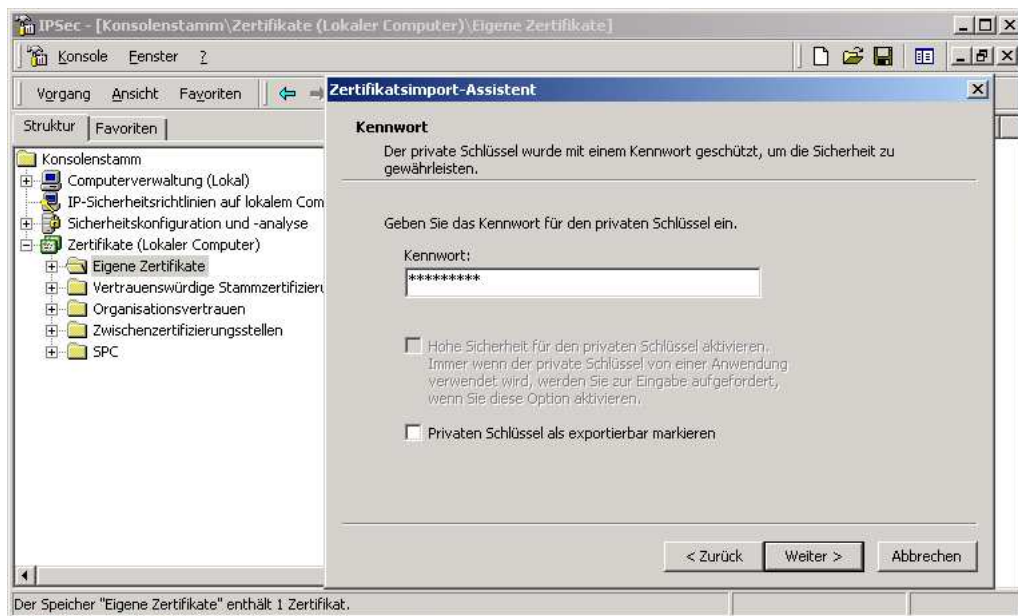 IPSec - [Konsolenstamm\Zertifikate (Lokaler Computer)\Eigene Zertifikate]
Konsole Fenster ?
Vorgang Ansicht Favoriten
Struktur Favoriten
Konsolenstamm
Computerverwaltung (Lokal)
IP-Sicherheitsrichtlinien auf lokalem Com
Sicherheitskonfiguration und -analyse
Zertifikate (Lokaler Computer)
Eigene Zertifikate
Vertrauenswürdige Stammzertifizieru
Organisationsvertrauen
Zwischenzertifizierungsstellen
SPC
Zertifikatsimport-Assistent
Kennwort
Der private Schlüssel wurde mit einem Kennwort geschützt, um die Sicherheit zu
gewährleisten.
Geben Sie das Kennwort für den privaten Schlüssel ein.
Kennwort:
*********
Hohe Sicherheit für den privaten Schlüssel aktivieren.
Immer wenn der private Schlüssel von einer Anwendung
verwendet wird, werden Sie zur Eingabe aufgefordert,
wenn Sie diese Option aktivieren.
Privaten Schlüssel als exportierbar markieren
< Zurück Weiter > Abbrechen
Der Speicher "Eigene Zertifikate" enthält 1 Zertifikat.